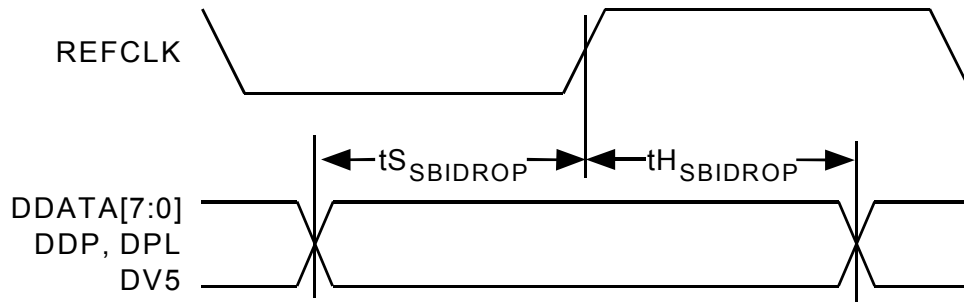 REFCLK
tS_SBIDROP tH_SBIDROP
DDATA[7:0]
DDP, DPL
DV5